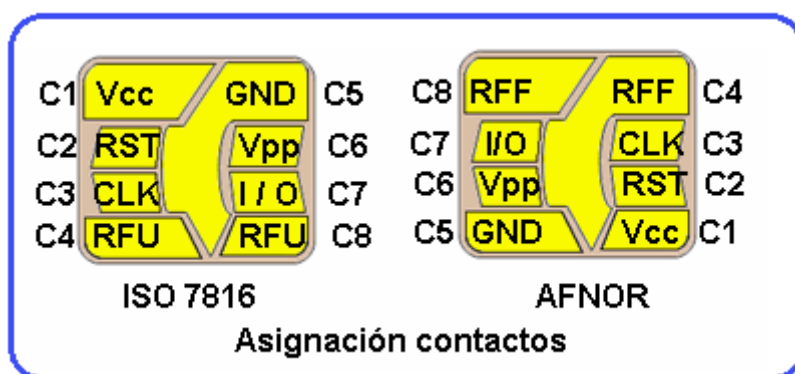 C1 Vcc GND C5 C8 RFF RFF C4
C2 RST Vpp C6 C7 I/O CLK C3
C3 CLK I / O C7 C6 Vpp RST C2
C4 RFU RFU C8 C5 GND Vcc C1
ISO 7816 AFNOR
Asignación contactos